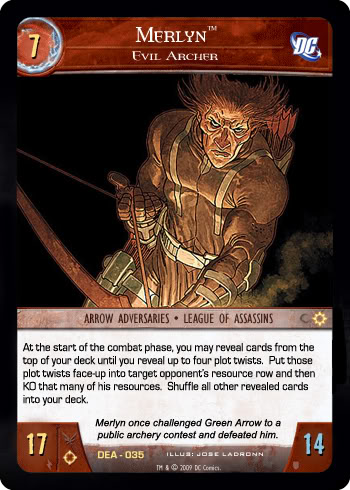 7
Merlyn™
Evil Archer
DC
ARROW ADVERSARIES • LEAGUE OF ASSASSINS
At the start of the combat phase, you may reveal cards from the
top of your deck until you reveal up to four plot twists. Put those
plot twists face-up into target opponent's resource row and then
KO that many of his resources. Shuffle all other revealed cards
into your deck.
Merlyn once challenged Green Arrow to a
public archery contest and defeated him.
17
DEA - 035
ILLUS: JOSE LADRONN
14
TM & © 2009 DC Comics.